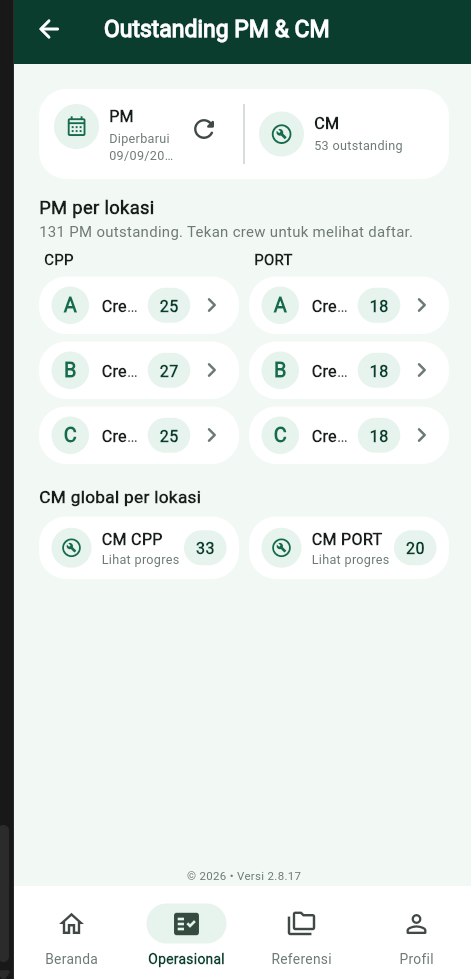 Outstanding PM & CM
PM
Diperbarui
09/09/20...
CM
53 outstanding
PM per lokasi
131 PM outstanding. Tekan crew untuk melihat daftar.
CPP
PORT
A Cre... 25
A Cre... 18
B Cre... 27
B Cre... 18
C Cre... 25
C Cre... 18
CM global per lokasi
CM CPP
Lihat progres
33
CM PORT
Lihat progres
20
© 2026 • Versi 2.8.17
Beranda
Operasional
Referensi
Profil